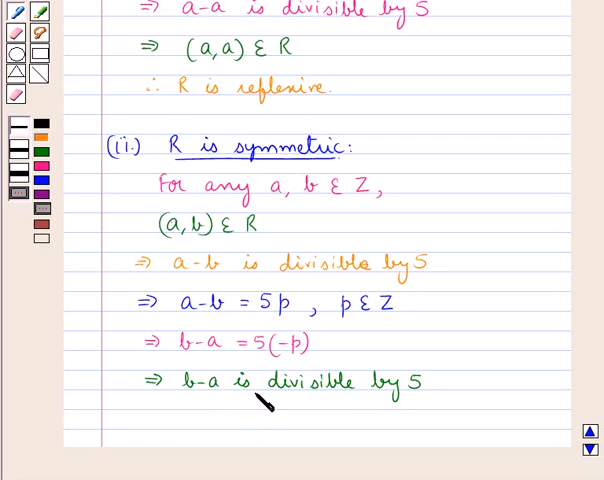 ⇒ a-a is divisible by 5
⇒ (a, a) ∈ R
∴ R is reflexive.
(ii.) R is symmetric:
For any a, b ∈ Z,
(a, b) ∈ R
⇒ a-b is divisible by 5
⇒ a-b = 5p , p ∈ Z
⇒ b-a = 5(-p)
⇒ b-a is divisible by 5